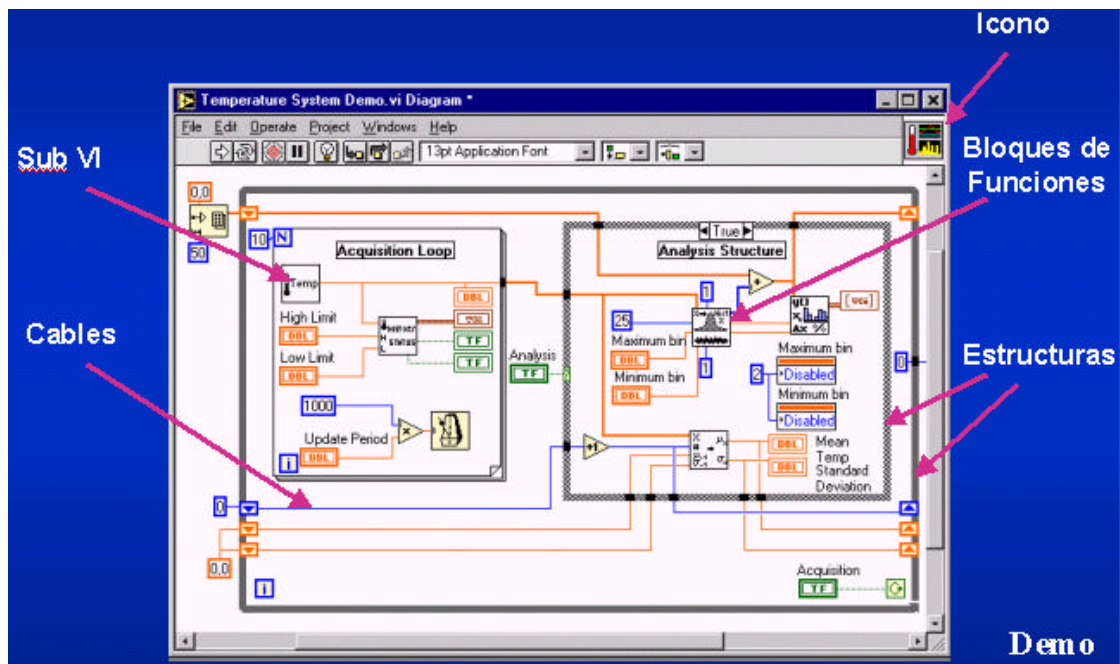 Icono
Temperature System Demo.vi Diagram *
File Edit Operate Project Windows Help
13pt Application Font
Sub VI
Bloques de
Funciones
0,0
50
True
10 N
Acquisition Loop
Analysis Structure
Temp
DBL
High Limit
DBL
STATUS
TF
Low Limit
DBL
TF
Analysis
TF
1
25
Maximum bin
DBL
Minimum bin
DBL
1
Maximum bin
2
Disabled
Minimum bin
Disabled
0
Cables
Estructuras
1000
Update Period
DBL
i
x
+
+1
DBL
Mean
Temp
DBL
Standard
Deviation
0
0,0
i
Acquisition
TF
Demo